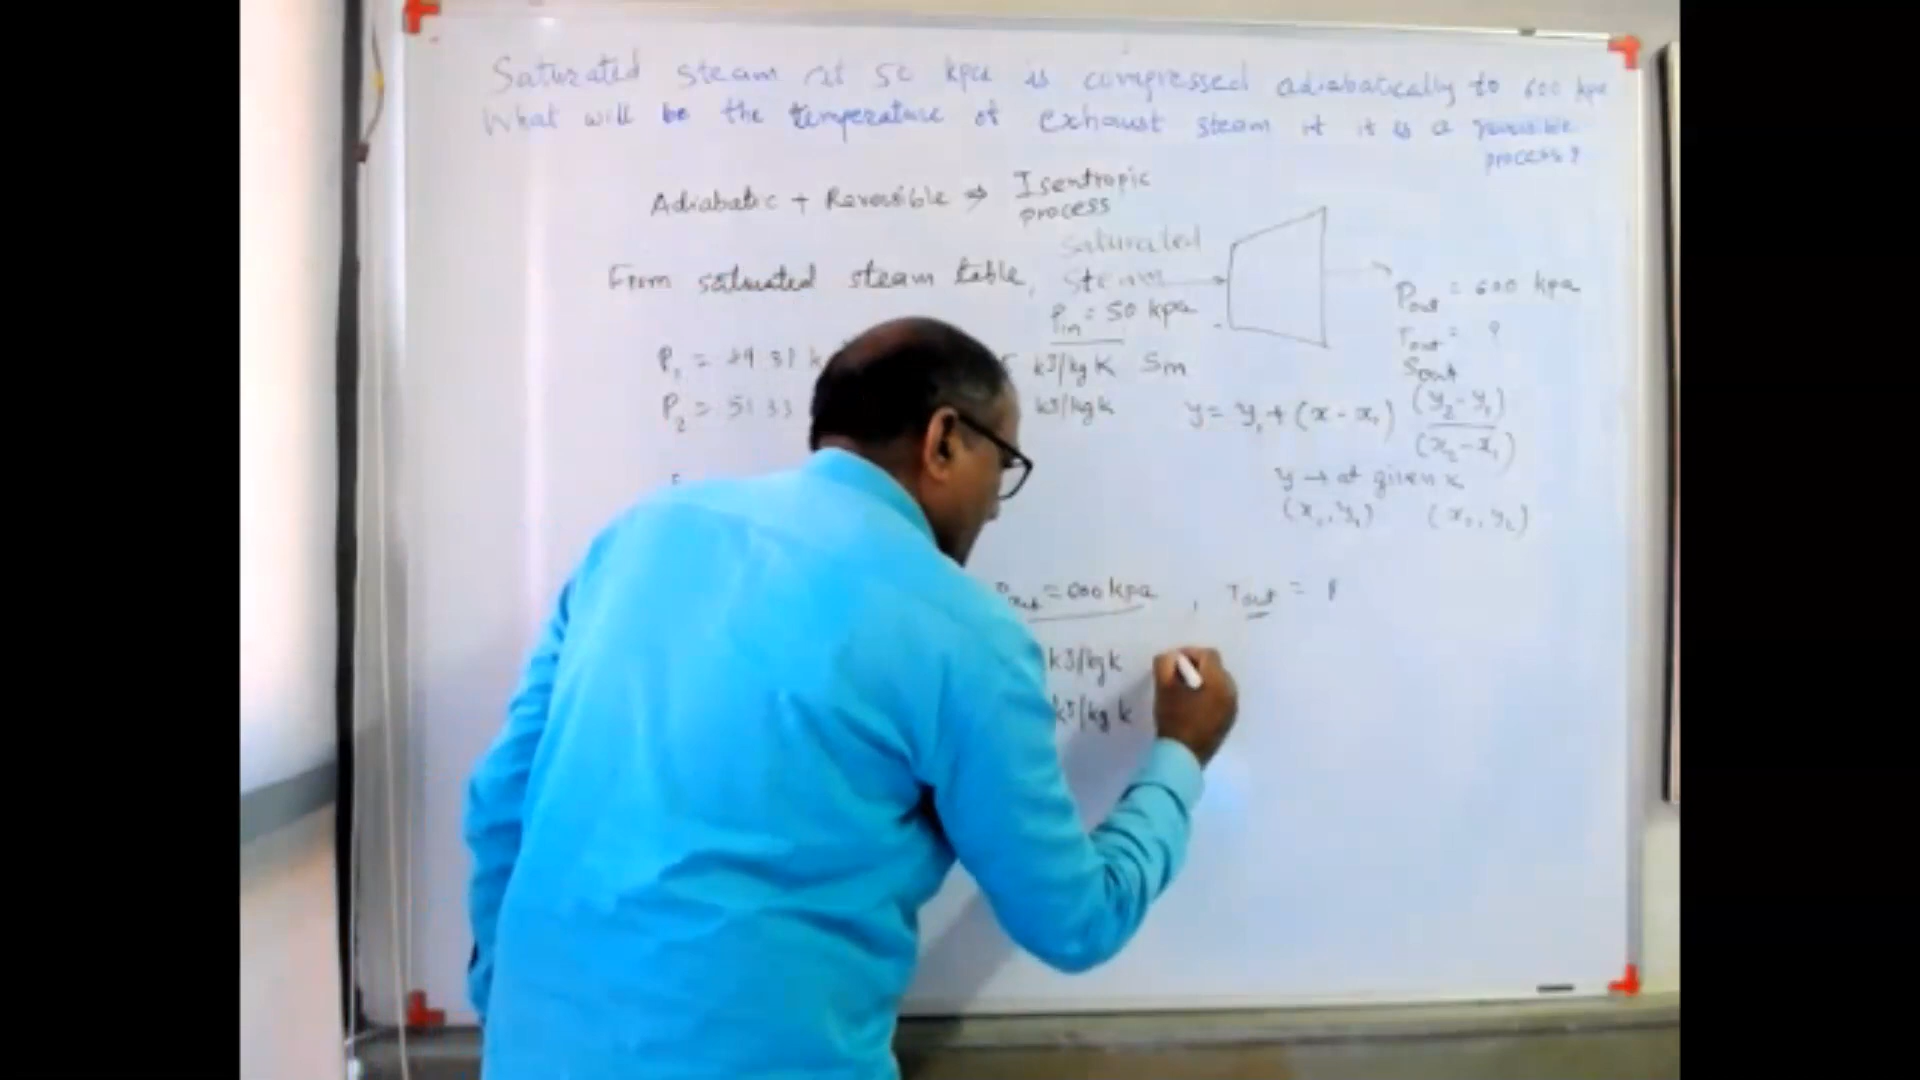 Saturated steam at 50 kpa is compressed adiabatically to 600 kpa
What will be the temperature of exhaust steam if it is a reversible
process?
Adiabatic + Reversible ⇒ Isentropic
process
From saturated steam table,
saturated
steam
Pin = 50 kpa
Pout = 600 kpa
Tout = ?
Sout
P₁ = 49.31 k
kJ/kg K Sm
P₂ = 51.33
kJ/kg k
y = y₁ + (x - x₁) (y₂ - y₁)
(x₂ - x₁)
y → at given x
(x₁, y₁) (x₂, y₂)
Pout = 600 kpa , Tout = ?
kJ/kg k
kJ/kg k